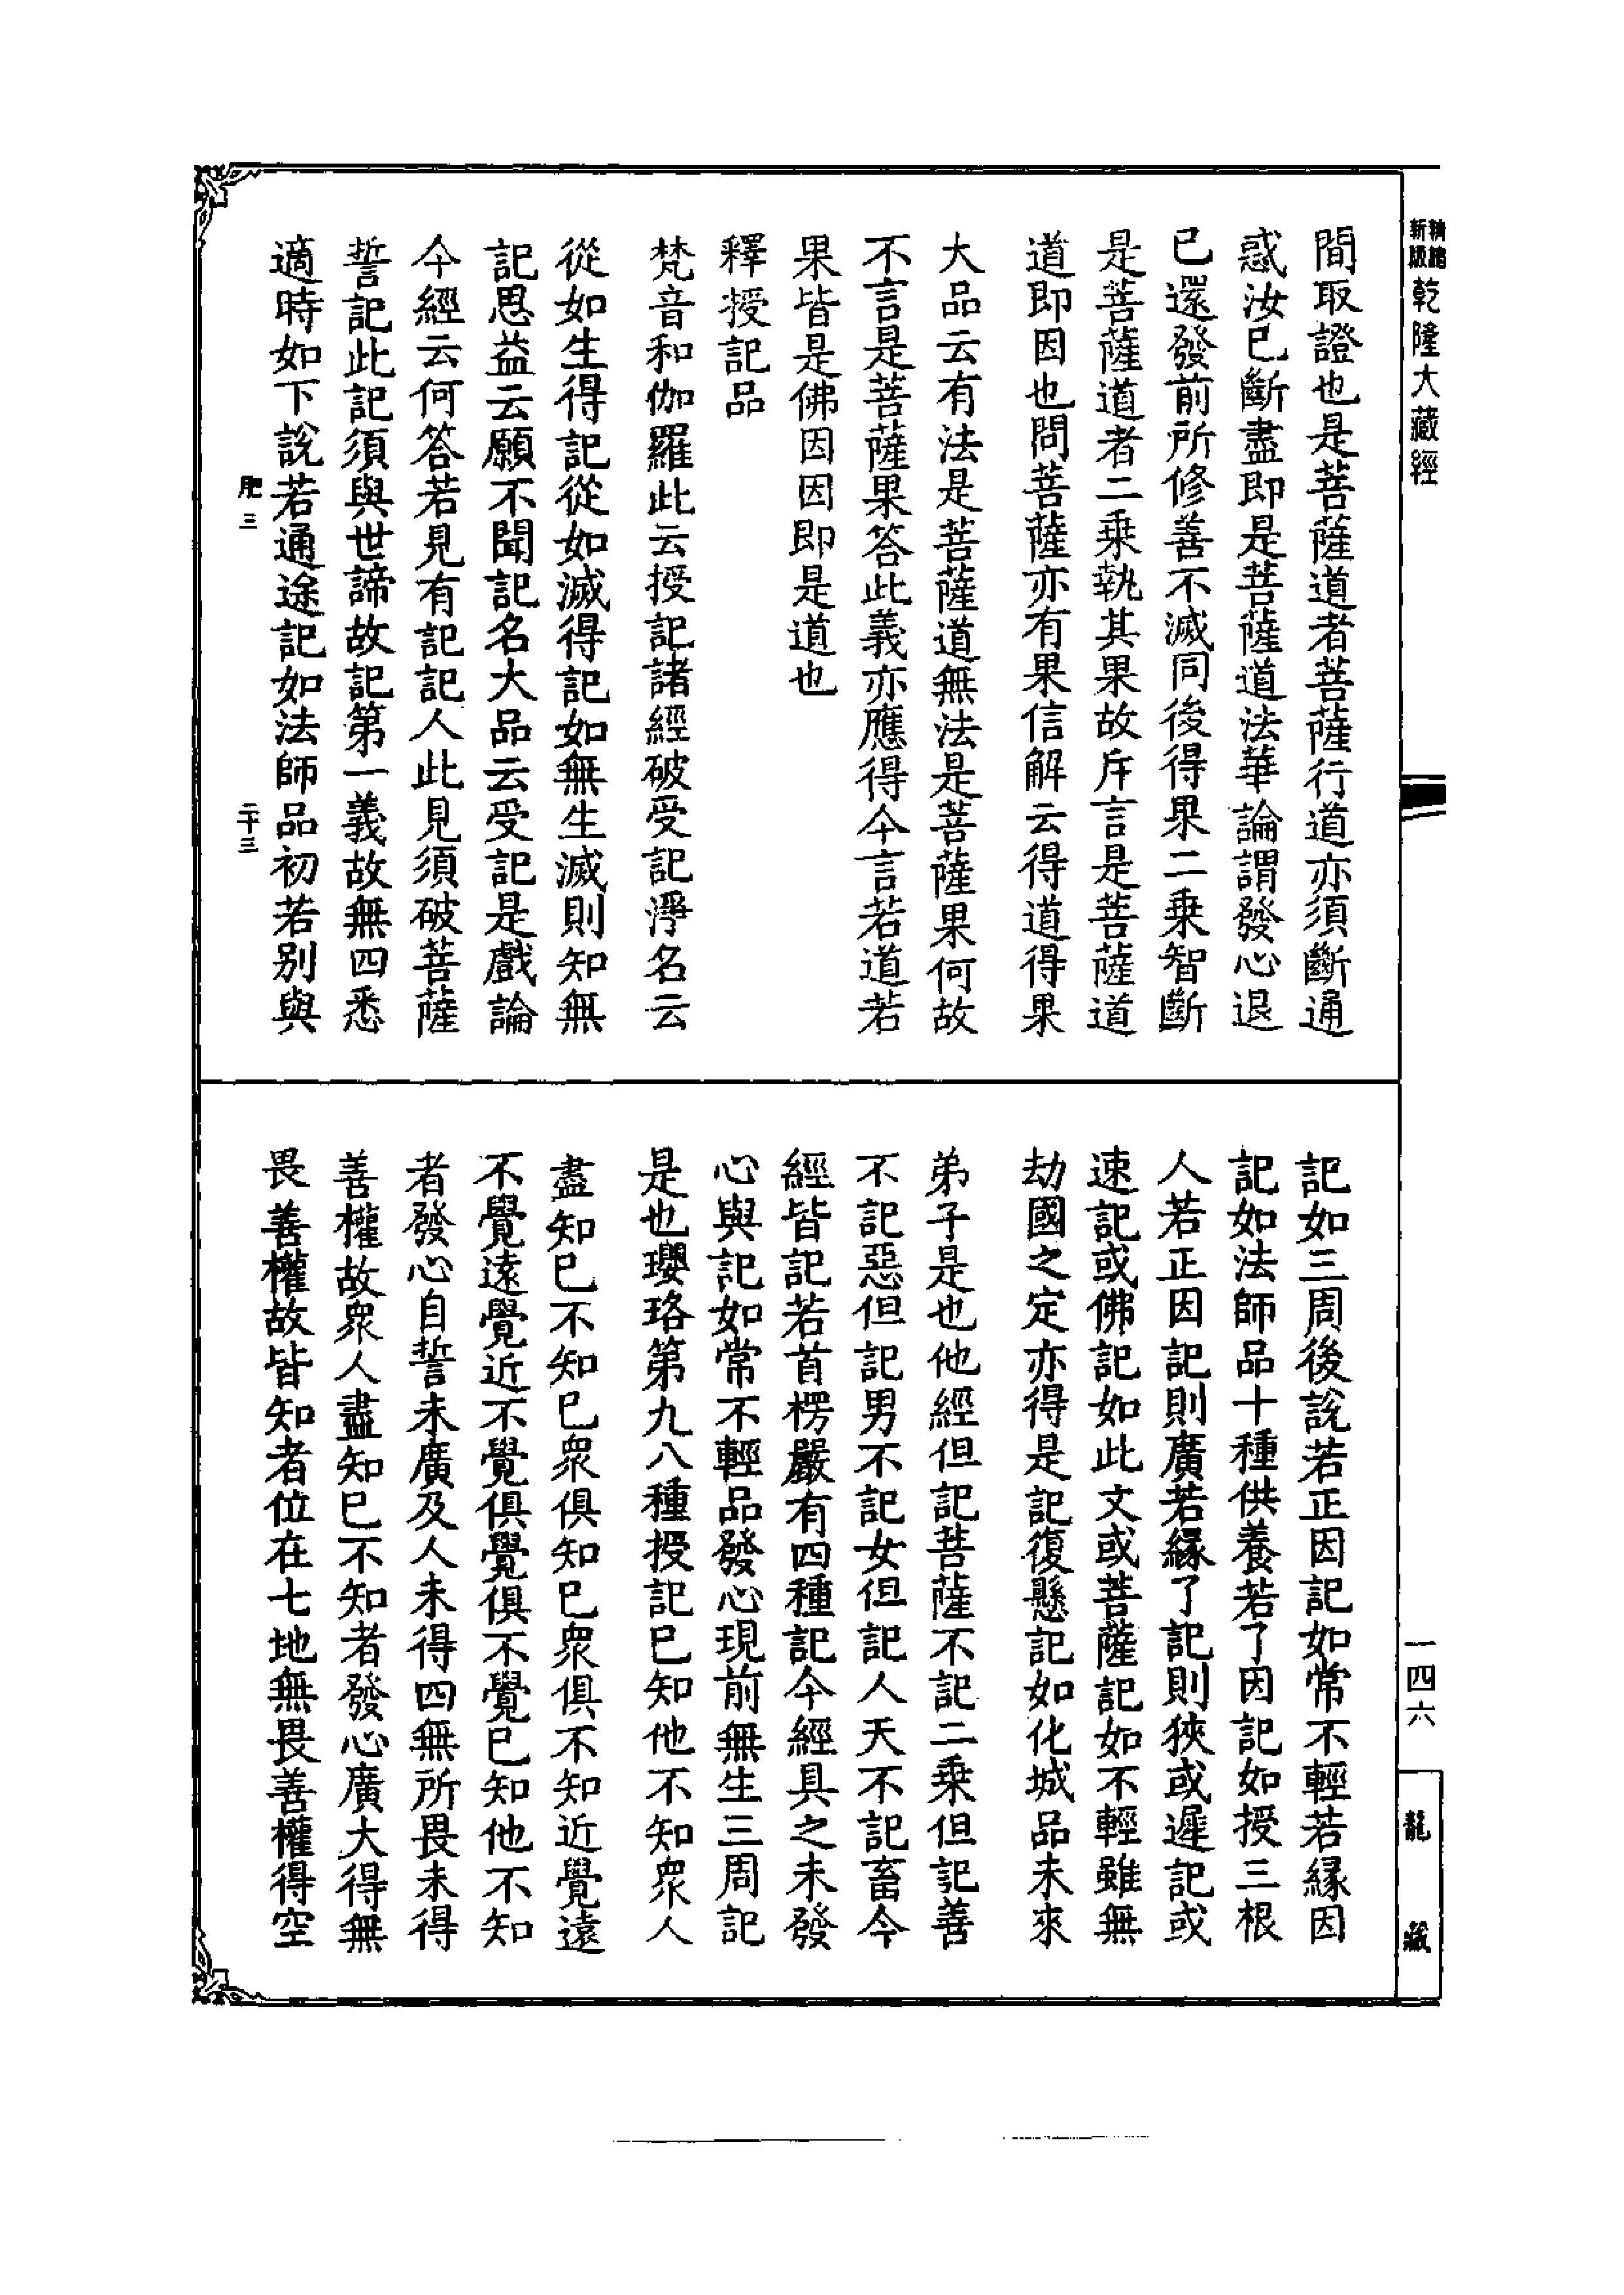 新版
精縮
乾隆大藏經
間取證也是菩薩道者菩薩行道亦須斷通
惑汝已斷盡即是菩薩道法華論謂發心退
已還發前所修善不滅同後得果二乗智斷
是菩薩道者二乗執其果故斥言是菩薩道
道即因也問菩薩亦有果信解云得道得果
大品云有法是菩薩道無法是菩薩果何故
不言是菩薩果答此義亦應得今言若道若
果皆是佛因因即是道也
釋授記品
梵音和伽羅此云授記諸經破受記淨名云
從如生得記從如滅得記如無生滅則知無
記思益云願不聞記名大品云受記是戲論
今經云何答若見有記記人此見須破菩薩
誓記此記須與世諦故記第一義故無四悉
適時如下說若通途記如法師品初若別與
肥三
二十三
記如三周後說若正因記如常不輕若緣因
記如法師品十種供養若了因記如授三根
人若正因記則廣若緣了記則狹或遲記或
速記或佛記如此文或菩薩記如不輕雖無
劫國之定亦得是記復懸記如化城品未來
弟子是也他經但記菩薩不記二乗但記善
不記惡但記男不記女但記人天不記畜今
經皆記若首楞嚴有四種記今經具之未發
心與記如常不輕品發心現前無生三周記
是也瓔珞第九八種授記已知他不知眾人
盡知已不知已眾俱知已眾俱不知近覺遠
不覺遠覺近不覺俱覺俱不覺已知他不知
者發心自誓未廣及人未得四無所畏未得
善權故眾人盡知已不知者發心廣大得無
畏善權故皆知者位在七地無畏善權得空
一四六
龍藏